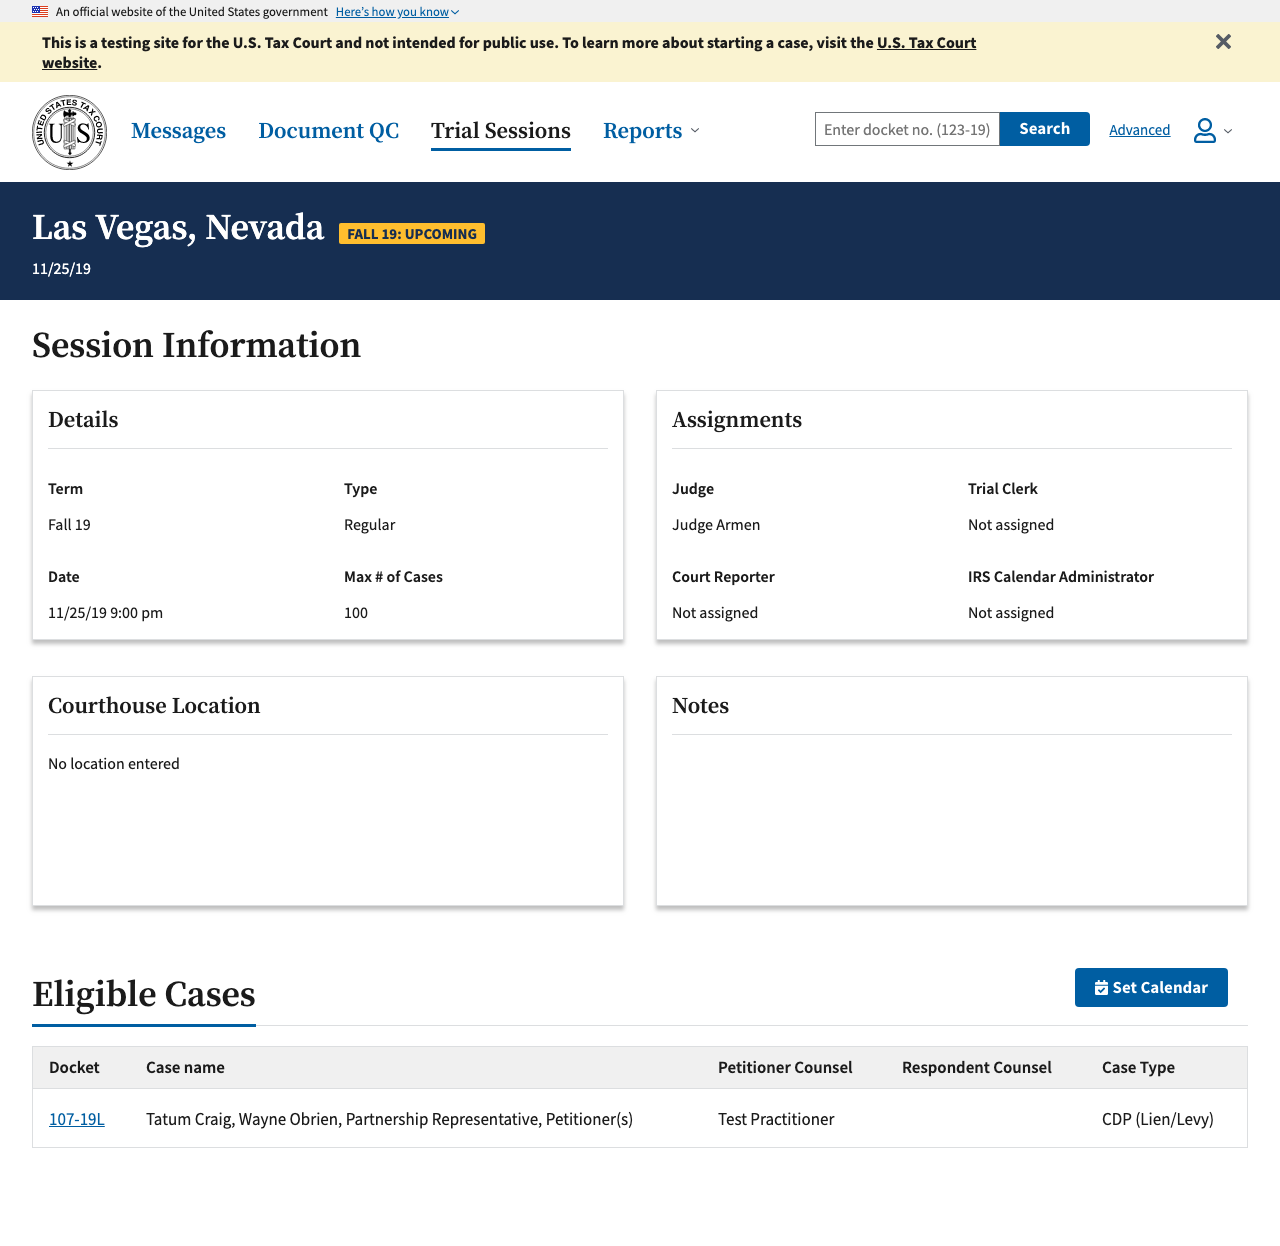 An official website of the United States government Here's how you know
This is a testing site for the U.S. Tax Court and not intended for public use. To learn more about starting a case, visit the U.S. Tax Court
website.
UNITED STATES TAX COURT
US
Messages Document QC Trial Sessions Reports
Enter docket no. (123-19) Search Advanced
Las Vegas, Nevada FALL 19: UPCOMING
11/25/19
Session Information
Details
Term Type
Fall 19 Regular
Date Max # of Cases
11/25/19 9:00 pm 100
Assignments
Judge Trial Clerk
Judge Armen Not assigned
Court Reporter IRS Calendar Administrator
Not assigned Not assigned
Courthouse Location
No location entered
Notes
Eligible Cases
Set Calendar
Docket Case name Petitioner Counsel Respondent Counsel Case Type
107-19L Tatum Craig, Wayne Obrien, Partnership Representative, Petitioner(s) Test Practitioner CDP (Lien/Levy)